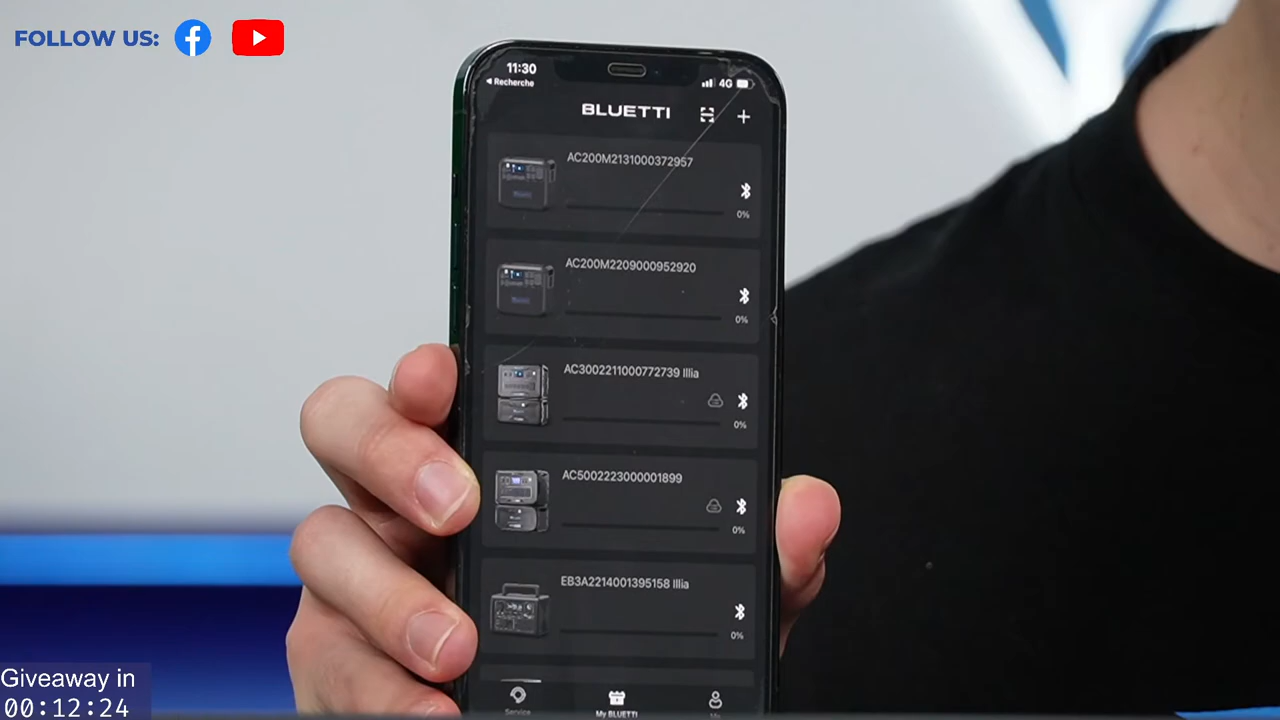 FOLLOW US:
11:30
Recherche
4G
BLUETTI
AC200M2131000372957
0%
AC200M2209000952920
0%
AC3002211000772739 Illia
0%
AC5002223000001899
0%
EB3A2214001395158 Illia
0%
Service
My BLUETTI
Me
Giveaway in
00:12:24